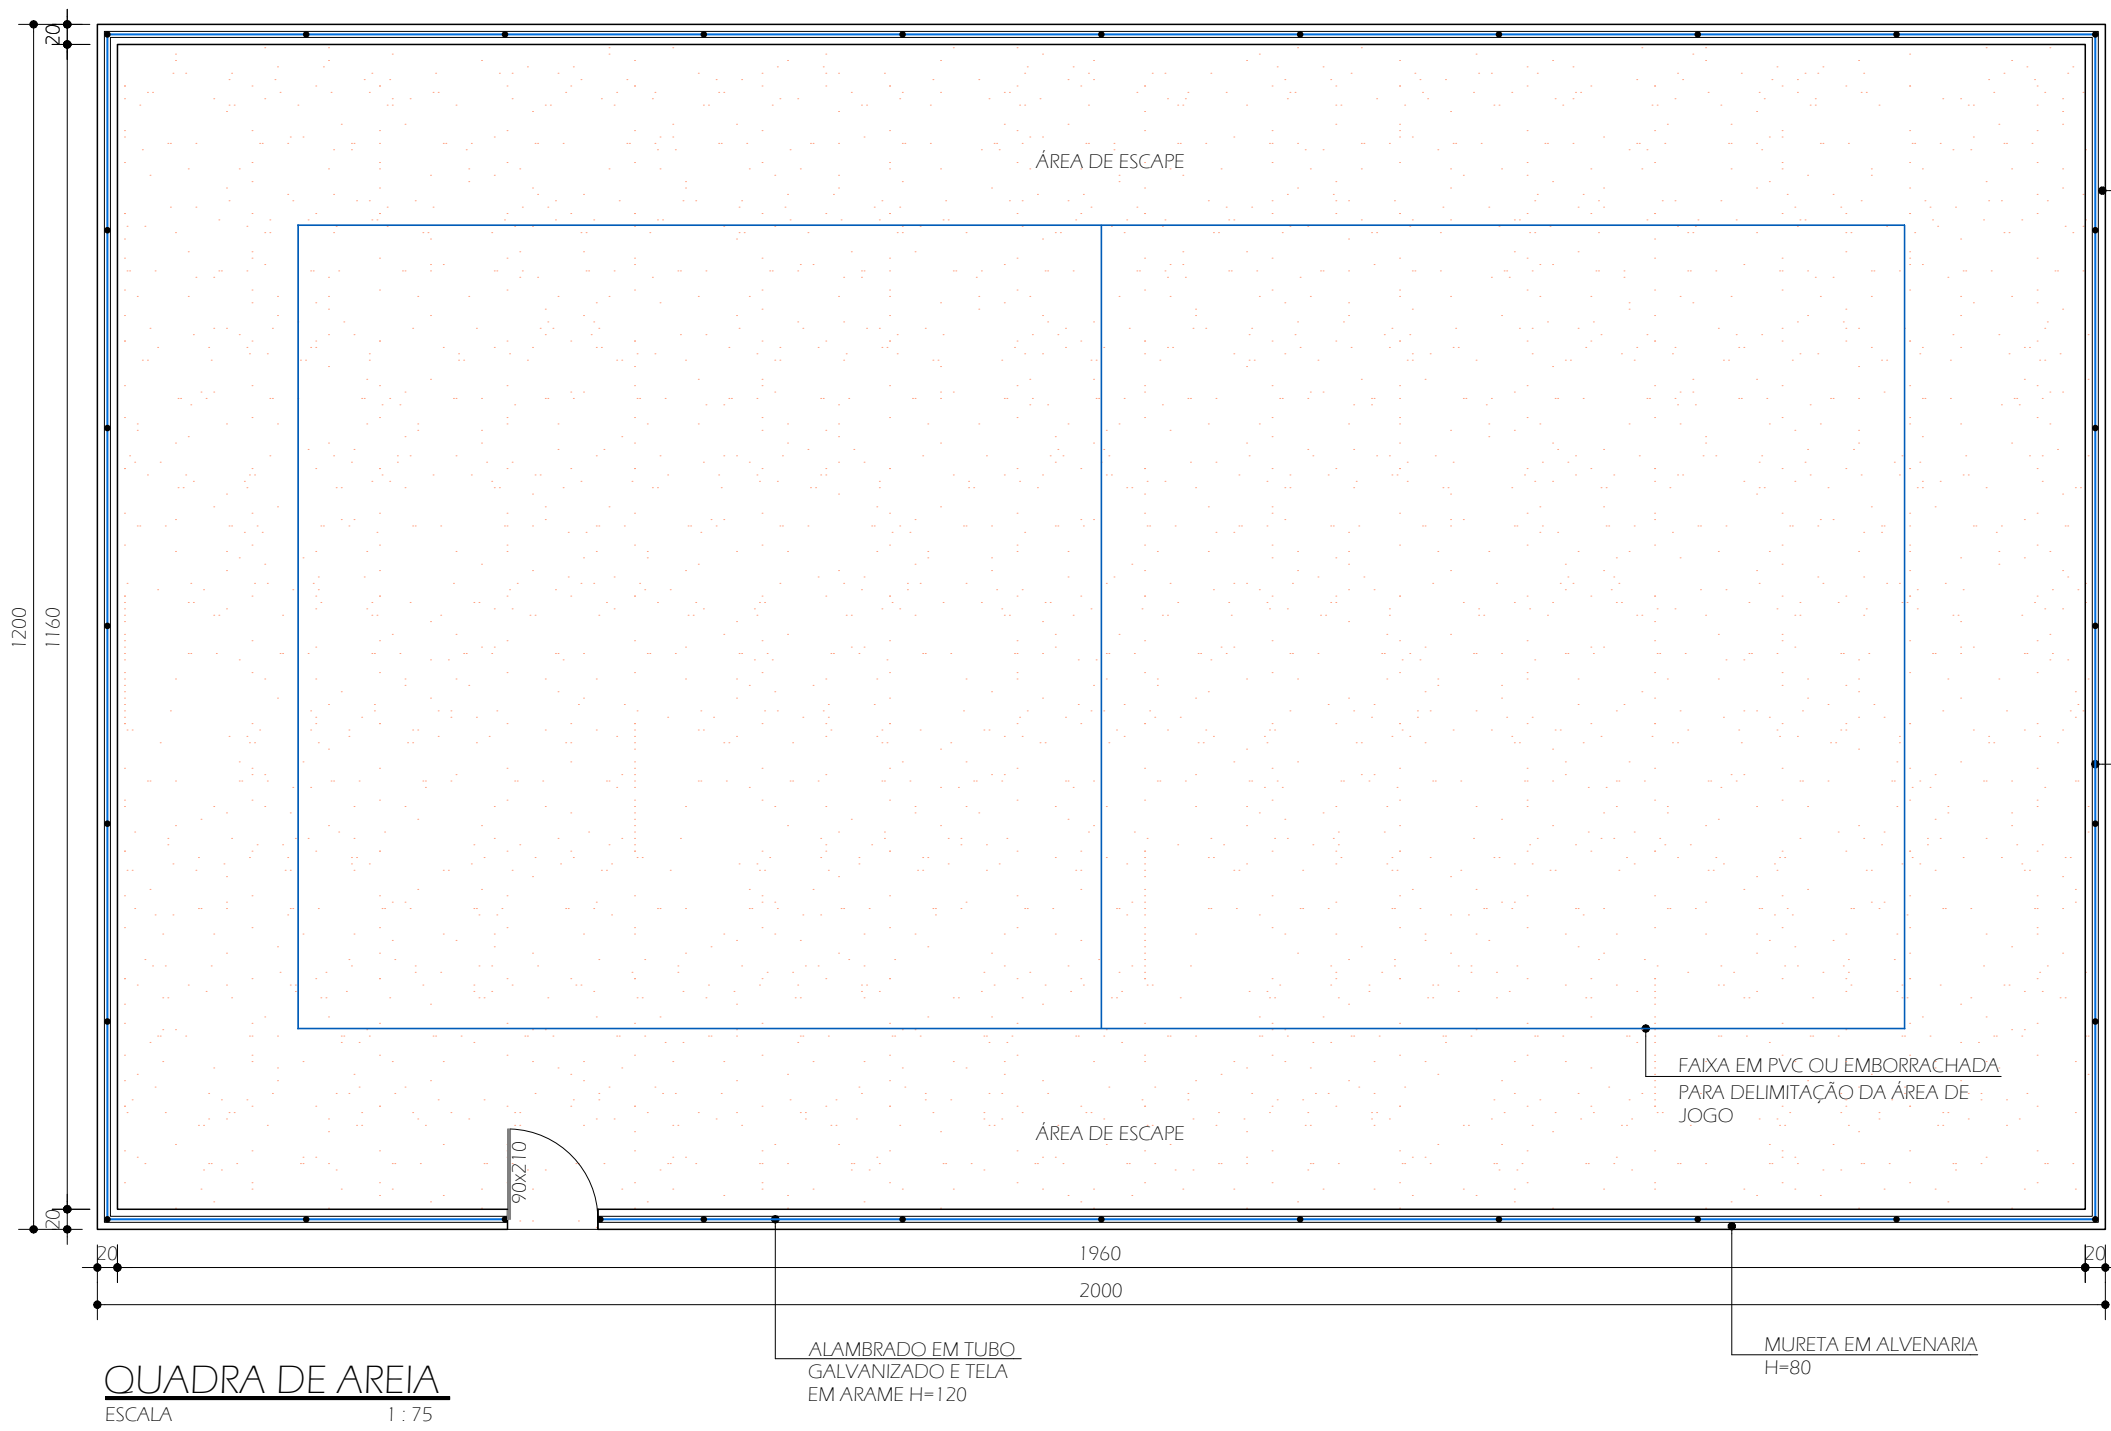 20
ÁREA DE ESCAPE
1200
1160
FAIXA EM PVC OU EMBORRACHADA
PARA DELIMITAÇÃO DA ÁREA DE
JOGO
ÁREA DE ESCAPE
90x210
20
20
1960
20
2000
ALAMBRADO EM TUBO
GALVANIZADO E TELA
EM ARAME H=120
MURETA EM ALVENARIA
H=80
QUADRA DE AREIA
ESCALA 1 : 75